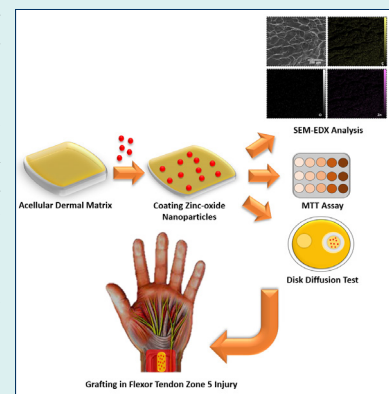 SEM-EDX Analysis
Acellular Dermal Matrix
Coating Zinc-oxide
Nanoparticles
MTT Assay
Disk Diffusion Test
Grafting in Flexor Tendon Zone 5 Injury